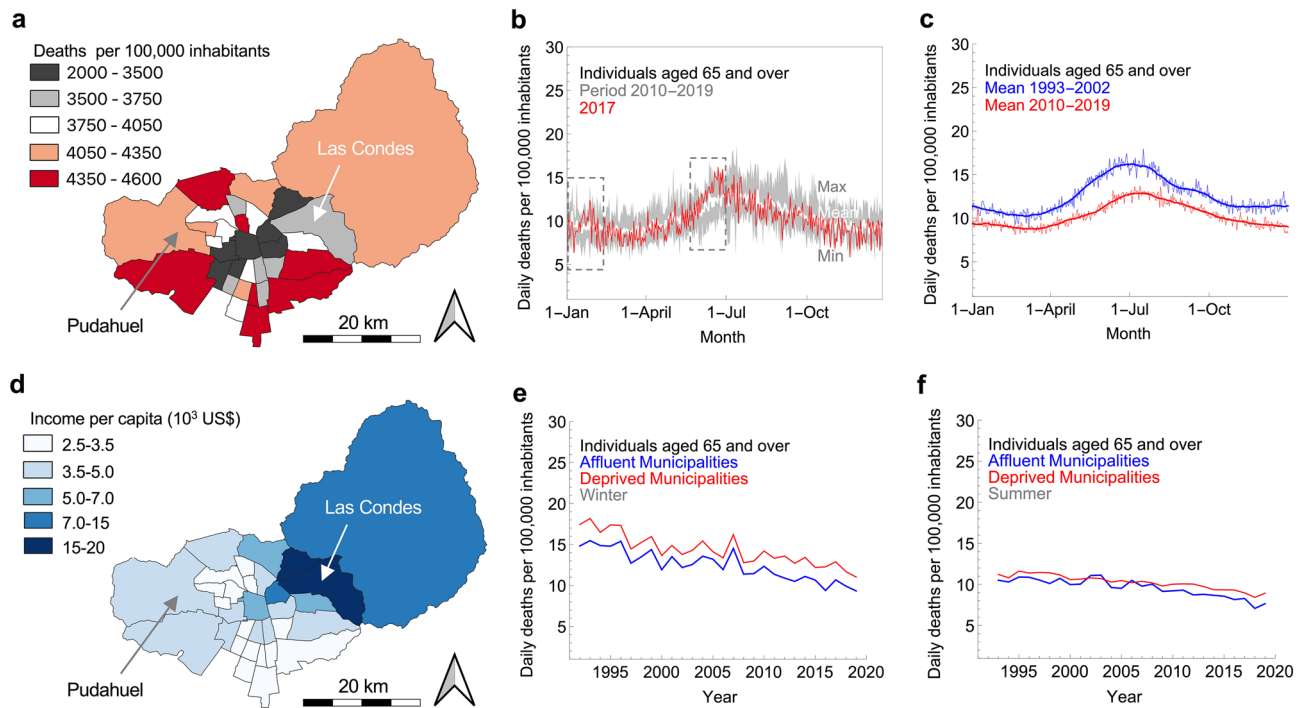 a
Deaths per 100,000 inhabitants
2000 - 3500
3500 - 3750
3750 - 4050
4050 - 4350
4350 - 4600
Las Condes
Pudahuel
20 km
b
Daily deaths per 100,000 inhabitants
30
25
20
15
10
5
Individuals aged 65 and over
Period 2010–2019
2017
Max
Mean
Min
1–Jan
1–April
1–Jul
1–Oct
Month
c
Daily deaths per 100,000 inhabitants
30
25
20
15
10
5
Individuals aged 65 and over
Mean 1993–2002
Mean 2010–2019
1–Jan
1–April
1–Jul
1–Oct
Month
d
Income per capita (10³ US$)
2.5-3.5
3.5-5.0
5.0-7.0
7.0-15
15-20
Las Condes
Pudahuel
20 km
e
Daily deaths per 100,000 inhabitants
30
25
20
15
10
5
Individuals aged 65 and over
Affluent Municipalities
Deprived Municipalities
Winter
1995
2000
2005
2010
2015
2020
Year
f
Daily deaths per 100,000 inhabitants
30
25
20
15
10
5
Individuals aged 65 and over
Affluent Municipalities
Deprived Municipalities
Summer
1995
2000
2005
2010
2015
2020
Year